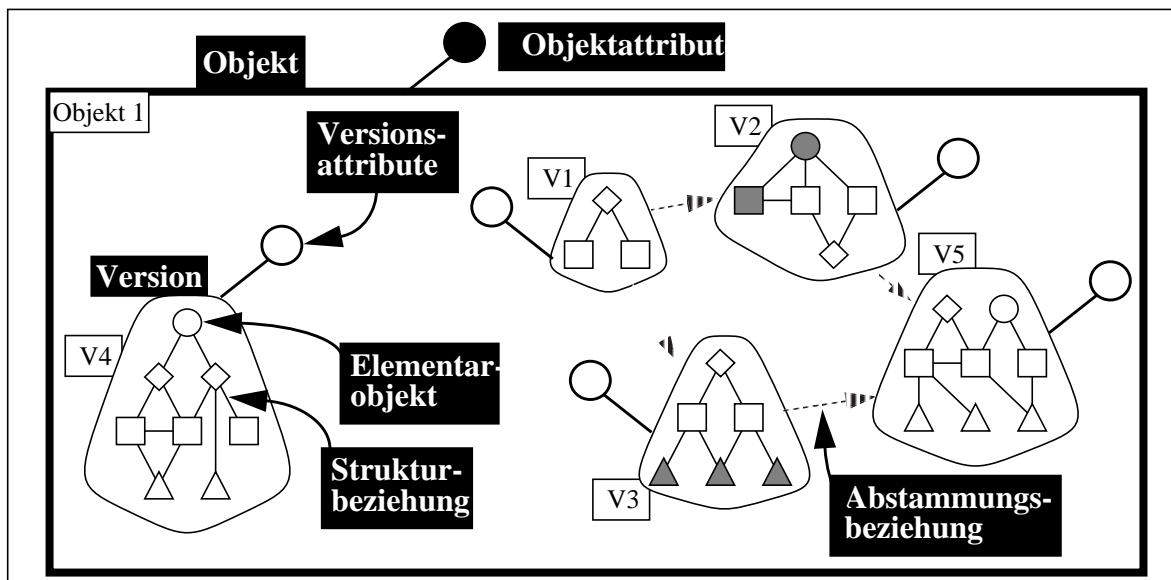 Objektattribut
Objekt
Objekt 1
Versions-
attribute
V2
V1
V5
Version
V4
Elementar-
objekt
Struktur-
beziehung
V3
Abstammungs-
beziehung